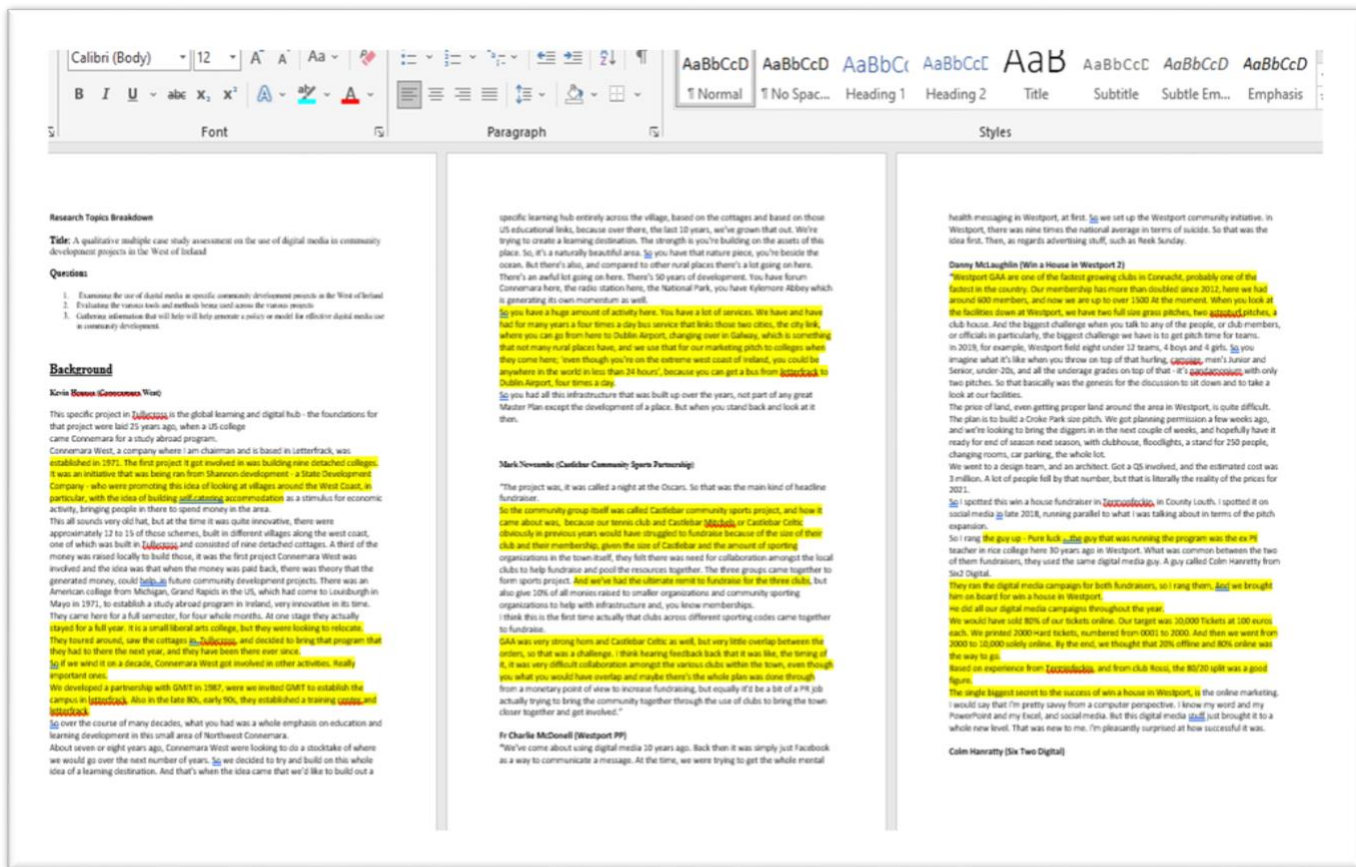 Calibri (Body) 12 A A Aa
B I U abc x₂ x² A aby A
Font
Paragraph
AaBbCcD AaBbCcD AaBbC AaBbCcD AaB AaBbCcD AaBbCcD AaBbCcD
¶ Normal ¶ No Spac... Heading 1 Heading 2 Title Subtitle Subtle Em... Emphasis
Styles
Research Topics Breakdown
Title: A qualitative multiple case study assessment on the use of digital media in community
development projects in the West of Ireland
Questions
1. Examining the use of digital media in specific community development projects in the West of Ireland
2. Evaluating the various tools and methods being used across the various projects
3. Gathering information that will help will help generate a policy or model for effective digital media use
in community development
Background
Kevin (Connemara West)
This specific project in Tullycross is the global learning and digital hub - the foundations for
that project were laid 25 years ago, when a US college
came Connemara for a study abroad program.
Connemara West, a company where I am chairman and is based in Letterfrack, was
established in 1971. The first project it got involved in was building nine detached colleges.
It was an initiative that was being ran from Shannon development - a State Development
Company - who were promoting this idea of looking at villages around the West Coast, in
particular, with the idea of building self-catering accommodation as a stimulus for economic
activity, bringing people in there to spend money in the area.
This all sounds very old hat, but at the time it was quite innovative, there were
approximately 12 to 15 of those schemes, built in different villages along the west coast,
one of which was built in Tullycross and consisted of nine detached cottages. A third of the
money was raised locally to build those, it was the first project Connemara West was
involved and the idea was that when the money was paid back, there was theory that the
generated money, could help in future community development projects. There was an
American college from Michigan, Grand Rapids in the US, which had come to Louisburgh in
Mayo in 1971, to establish a study abroad program in Ireland, very innovative in its time.
They came here for a full semester, for four whole months. At one stage they actually
stayed for a full year. It is a small liberal arts college, but they were looking to relocate.
They toured around, saw the cottages in Tullycross, and decided to bring that program that
they had to there the next year, and they have been there ever since.
So if we wind it on a decade, Connemara West got involved in other activities. Really
important ones.
We developed a partnership with GMIT in 1987, were we invited GMIT to establish the
campus in letterfrack. Also in the late 80s, early 90s, they established a training centre and
letterfrack.
So over the course of many decades, what you had was a whole emphasis on education and
learning development in this small area of Northwest Connemara.
About seven or eight years ago, Connemara West were looking to do a stocktake of where
we would go over the next number of years. So we decided to try and build on this whole
idea of a learning destination. And that's when the idea came that we'd like to build out a
specific learning hub entirely across the village, based on the cottages and based on those
US educational links, because over there, the last 10 years, we've grown that out. We're
trying to create a learning destination. The strength is you're building on the assets of this
place. So, it's a naturally beautiful area. So you have that nature piece, you're beside the
ocean. But there's also, and compared to other rural places there's a lot going on here.
There's an awful lot going on here. There's 50 years of development. You have forum
Connemara here, the radio station here, the National Park, you have Kylemore Abbey which
is generating its own momentum as well.
So you have a huge amount of activity here. You have a lot of services. We have and have
had for many years a four times a day bus service that links those two cities, the city link,
where you can go from here to Dublin Airport, changing over in Galway, which is something
that not many rural places have, and we use that for our marketing pitch to colleges when
they come here; 'even though you're on the extreme west coast of Ireland, you could be
anywhere in the world in less than 24 hours', because you can get a bus from letterfrack to
Dublin Airport, four times a day.
So you had all this infrastructure that was built up over the years, not part of any great
Master Plan except the development of a place. But when you stand back and look at it
then.
Mark Newcombe (Castlebar Community Sports Partnership)
"The project was, it was called a night at the Oscars. So that was the main kind of headline
fundraiser.
So the community group itself was called Castlebar community sports project, and how it
came about was, because our tennis club and Castlebar Mitchels or Castlebar Celtic
obviously in previous years would have struggled to fundraise because of the size of their
club and their membership, given the size of Castlebar and the amount of sporting
organizations in the town itself, they felt there was need for collaboration amongst the local
clubs to help fundraise and pool the resources together. The three groups came together to
form sports project. And we've had the ultimate remit to fundraise for the three clubs, but
also give 10% of all monies raised to smaller organizations and community sporting
organizations to help with infrastructure and, you know memberships.
I think this is the first time actually that clubs across different sporting codes came together
to fundraise.
GAA was very strong hom and Castlebar Celtic as well, but very little overlap between the
orders, so that was a challenge. I think hearing feedback back that it was like, the timing of
it, it was very difficult collaboration amongst the various clubs within the town, even though
you what you would have overlap and maybe there's the whole plan was done through
from a monetary point of view to increase fundraising, but equally it'd be a bit of a PR job
actually trying to bring the community together through the use of clubs to bring the town
closer together and get involved."
Fr Charlie McDonell (Westport PP)
"We've come about using digital media 10 years ago. Back then it was simply just Facebook
as a way to communicate a message. At the time, we were trying to get the whole mental
health messaging in Westport, at first. So we set up the Westport community initiative. In
Westport, there was nine times the national average in terms of suicide. So that was the
idea first. Then, as regards advertising stuff, such as Reek Sunday.
Danny McLaughlin (Win a House in Westport 2)
"Westport GAA are one of the fastest growing clubs in Connacht, probably one of the
fastest in the country. Our membership has more than doubled since 2012, here we had
around 600 members, and now we are up to over 1500 At the moment. When you look at
the facilities down at Westport, we have two full size grass pitches, two astroturf pitches, a
club house. And the biggest challenge when you talk to any of the people, or club members,
or officials in particularly, the biggest challenge we have is to get pitch time for teams.
In 2019, for example, Westport field eight under 12 teams, 4 boys and 4 girls. So you
imagine what it's like when you throw on top of that hurling, camogie, men's Junior and
Senior, under-20s, and all the underage grades on top of that - it's pandamonium with only
two pitches. So that basically was the genesis for the discussion to sit down and to take a
look at our facilities.
The price of land, even getting proper land around the area in Westport, is quite difficult.
The plan is to build a Croke Park size pitch. We got planning permission a few weeks ago,
and we're looking to bring the diggers in in the next couple of weeks, and hopefully have it
ready for end of season next season, with clubhouse, floodlights, a stand for 250 people,
changing rooms, car parking, the whole lot.
We went to a design team, and an architect. Got a QS involved, and the estimated cost was
3 million. A lot of people fell by that number, but that is literally the reality of the prices for
2021.
So I spotted this win a house fundraiser in Termonfeckin, in County Louth. I spotted it on
social media in late 2018, running parallel to what I was talking about in terms of the pitch
expansion.
So I rang the guy up - Pure luck - the guy that was running the program was the ex PE
teacher in rice college here 30 years ago in Westport. What was common between the two
of them fundraisers, they used the same digital media guy. A guy called Colm Hanratty from
Six2 Digital.
They ran the digital media campaign for both fundraisers, so I rang them, And we brought
him on board for win a house in Westport.
He did all our digital media campaigns throughout the year.
We would have sold 80% of our tickets online. Our target was 10,000 Tickets at 100 euros
each. We printed 2000 Hard tickets, numbered from 0001 to 2000. And then we went from
2000 to 10,000 solely online. By the end, we thought that 20% offline and 80% online was
the way to go.
Based on experience from Termonfeckin, and from club Rossi, the 80/20 split was a good
figure.
The single biggest secret to the success of win a house in Westport, is the online marketing.
I would say that I'm pretty savvy from a computer perspective. I know my word and my
PowerPoint and my Excel, and social media. But this digital media stuff just brought it to a
whole new level. That was new to me. I'm pleasantly surprised at how successful it was.
Colm Hanratty (Six Two Digital)